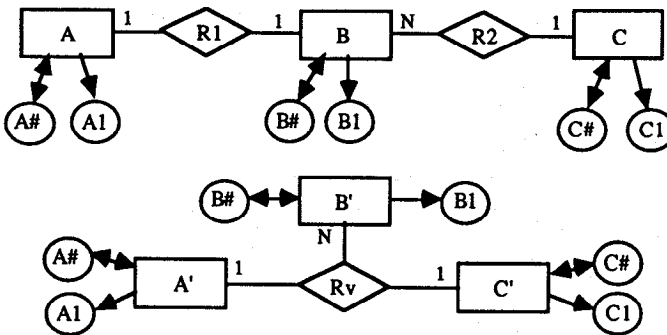 A 1 R1 1 B N R2 1 C
A# A1 B# B1 C# C1
B# B' B1
N
A# A' 1 Rv 1 C' C#
A1 C1